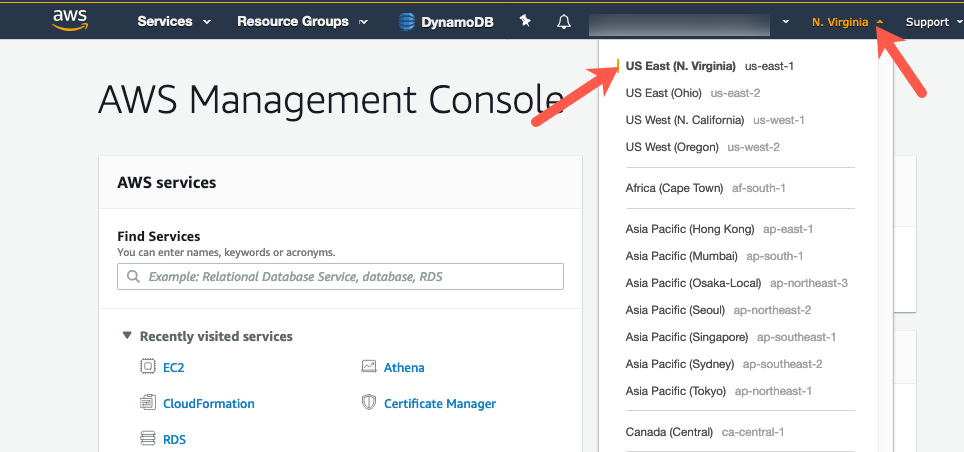 aws Services Resource Groups DynamoDB N. Virginia Support
AWS Management Console
AWS services
Find Services
You can enter names, keywords or acronyms.
Example: Relational Database Service, database, RDS
Recently visited services
EC2 Athena
CloudFormation Certificate Manager
RDS
US East (N. Virginia) us-east-1
US East (Ohio) us-east-2
US West (N. California) us-west-1
US West (Oregon) us-west-2
Africa (Cape Town) af-south-1
Asia Pacific (Hong Kong) ap-east-1
Asia Pacific (Mumbai) ap-south-1
Asia Pacific (Osaka-Local) ap-northeast-3
Asia Pacific (Seoul) ap-northeast-2
Asia Pacific (Singapore) ap-southeast-1
Asia Pacific (Sydney) ap-southeast-2
Asia Pacific (Tokyo) ap-northeast-1
Canada (Central) ca-central-1